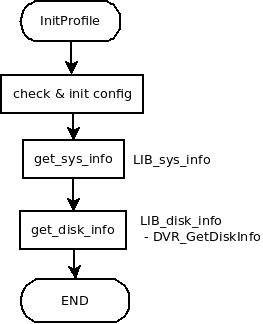 InitProfile
check & init config
get_sys_info
LIB_sys_info
get_disk_info
LIB_disk_info
- DVR_GetDiskInfo
END